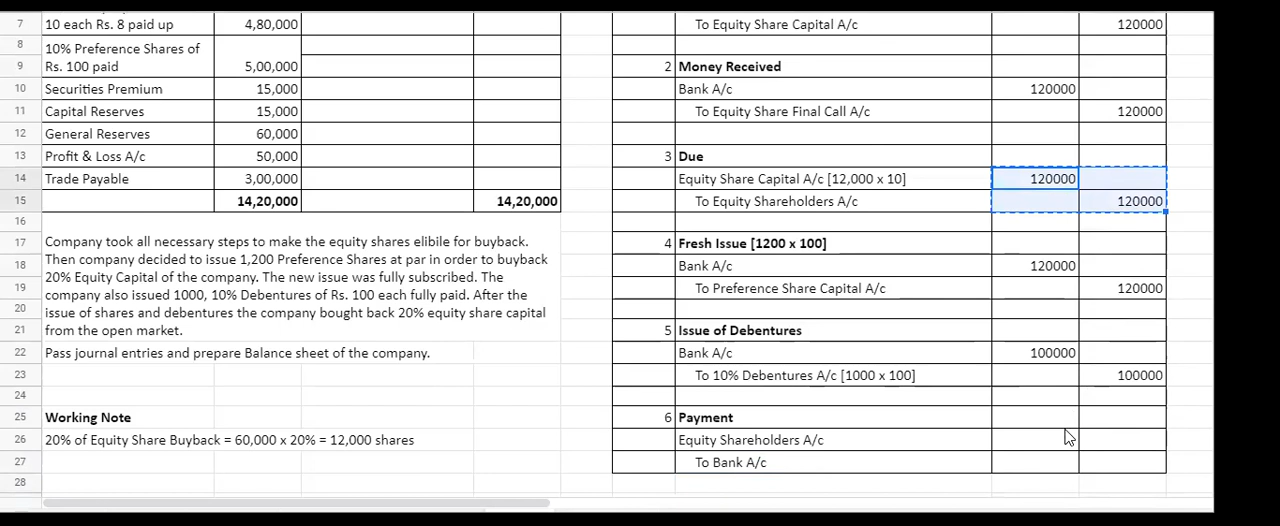 7 10 each Rs. 8 paid up 4,80,000 To Equity Share Capital A/c 120000
8 10% Preference Shares of
9 Rs. 100 paid 5,00,000 2 Money Received
10 Securities Premium 15,000 Bank A/c 120000
11 Capital Reserves 15,000 To Equity Share Final Call A/c 120000
12 General Reserves 60,000
13 Profit & Loss A/c 50,000 3 Due
14 Trade Payable 3,00,000 Equity Share Capital A/c [12,000 x 10] 120000
15 14,20,000 14,20,000 To Equity Shareholders A/c 120000
16
17 Company took all necessary steps to make the equity shares elibile for buyback. 4 Fresh Issue [1200 x 100]
18 Then company decided to issue 1,200 Preference Shares at par in order to buyback Bank A/c 120000
20% Equity Capital of the company. The new issue was fully subscribed. The
19 company also issued 1000, 10% Debentures of Rs. 100 each fully paid. After the To Preference Share Capital A/c 120000
20 issue of shares and debentures the company bought back 20% equity share capital
21 from the open market. 5 Issue of Debentures
22 Pass journal entries and prepare Balance sheet of the company. Bank A/c 100000
23 To 10% Debentures A/c [1000 x 100] 100000
24
25 Working Note 6 Payment
26 20% of Equity Share Buyback = 60,000 x 20% = 12,000 shares Equity Shareholders A/c
27 To Bank A/c
28